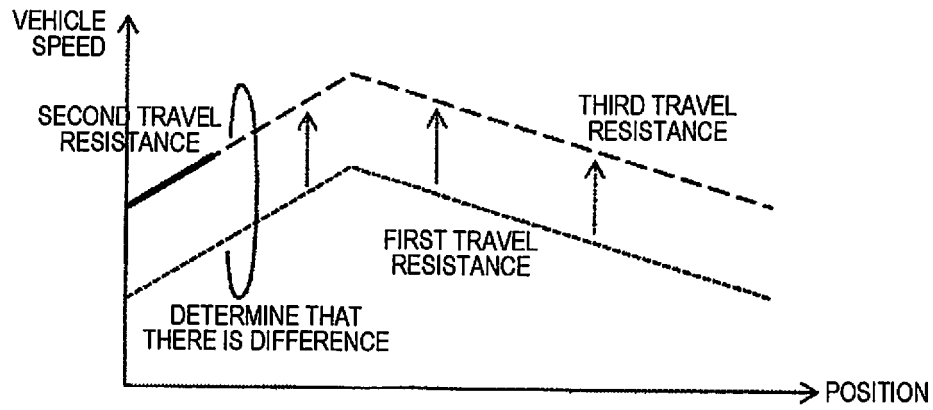 VEHICLE
SPEED
SECOND TRAVEL
RESISTANCE
THIRD TRAVEL
RESISTANCE
FIRST TRAVEL
RESISTANCE
DETERMINE THAT
THERE IS DIFFERENCE
POSITION